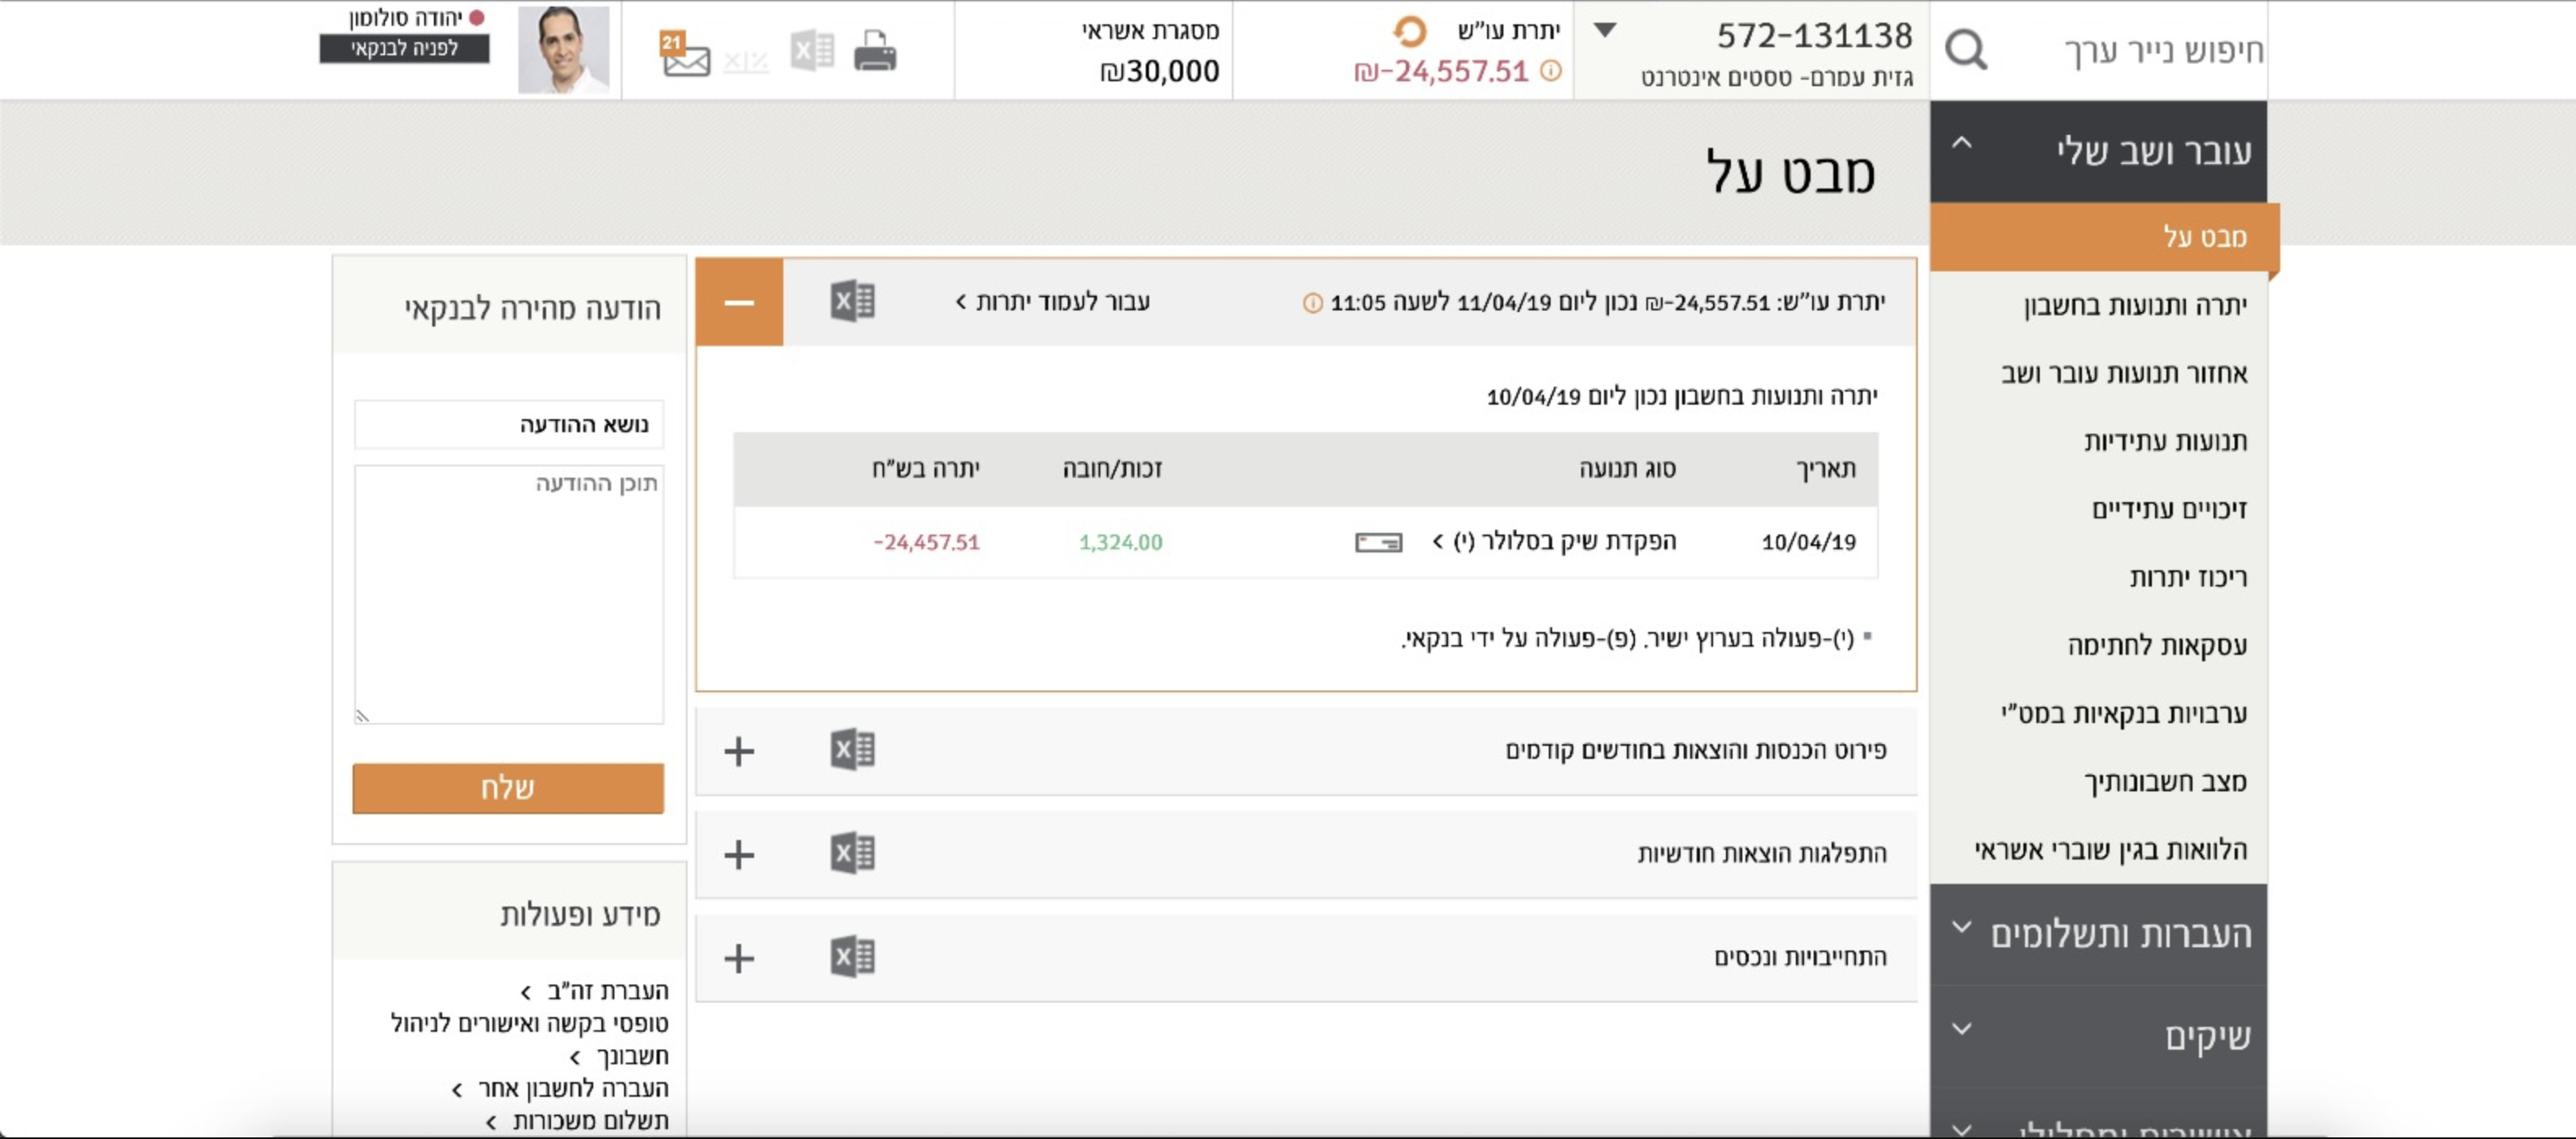 חיפוש נייר ערך
572-131138
גזית עמרם- טסטים אינטרנט
יתרת עו"ש
₪-24,557.51
מסגרת אשראי
₪30,000
21
יהודה סולומון
לפניה לבנקאי
עובר ושב שלי
מבט על
יתרה ותנועות בחשבון
אחזור תנועות עובר ושב
תנועות עתידיות
זיכויים עתידיים
ריכוז יתרות
עסקאות לחתימה
ערבויות בנקאיות במט"י
מצב חשבונותיך
הלוואות בגין שוברי אשראי
העברות ותשלומים
שיקים
מבט על
יתרת עו"ש: 24,557.51-₪ נכון ליום 11/04/19 לשעה 11:05
עבור לעמוד יתרות >
יתרה ותנועות בחשבון נכון ליום 10/04/19
תאריך סוג תנועה זכות/חובה יתרה בש"ח
10/04/19 הפקדת שיק בסלולר (י) > 1,324.00 -24,457.51
(י)-פעולה בערוץ ישיר. (פ)-פעולה על ידי בנקאי.
פירוט הכנסות והוצאות בחודשים קודמים
התפלגות הוצאות חודשיות
התחייבויות ונכסים
הודעה מהירה לבנקאי
נושא ההודעה
תוכן ההודעה
שלח
מידע ופעולות
העברת זה"ב >
טופסי בקשה ואישורים לניהול
חשבונך >
העברה לחשבון אחר >
תשלום משכורות >